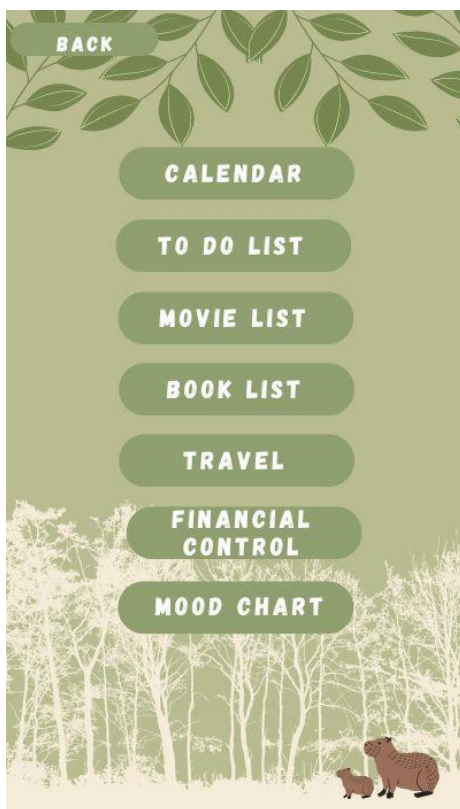 BACK
CALENDAR
TO DO LIST
MOVIE LIST
BOOK LIST
TRAVEL
FINANCIAL
CONTROL
MOOD CHART